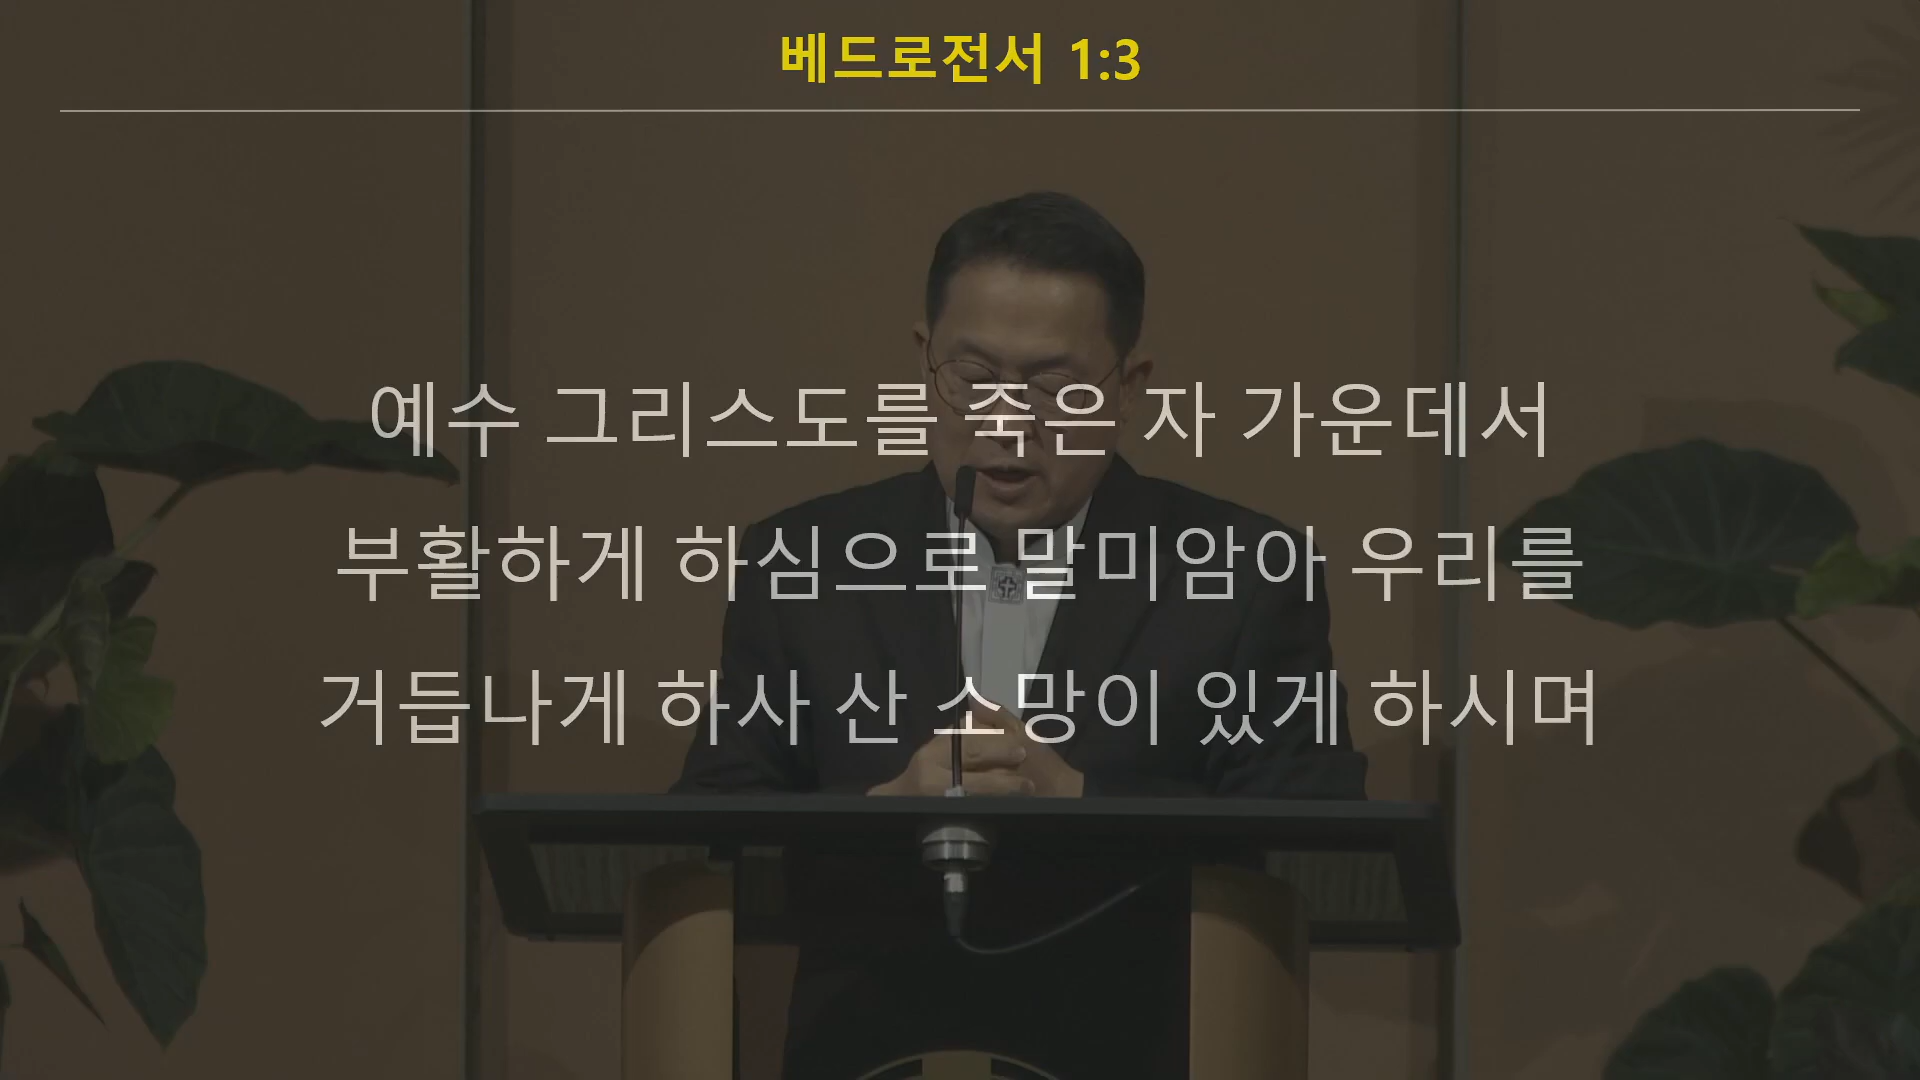 베드로전서 1:3
예수 그리스도를 죽은 자 가운데서
부활하게 하심으로 말미암아 우리를
거듭나게 하사 산 소망이 있게 하시며